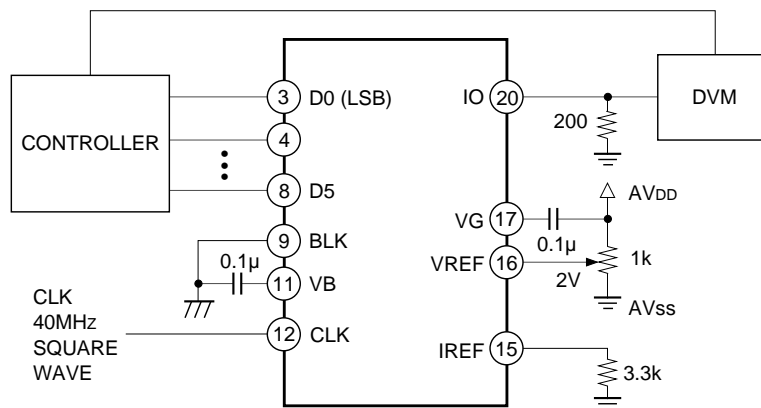 CONTROLLER
3 D0 (LSB)
4
8 D5
9 BLK
0.1µ
11 VB
12 CLK
CLK
40MHz
SQUARE
WAVE
IO 20
200
DVM
AVDD
VG 17
0.1µ
VREF 16
2V
1k
AVss
IREF 15
3.3k